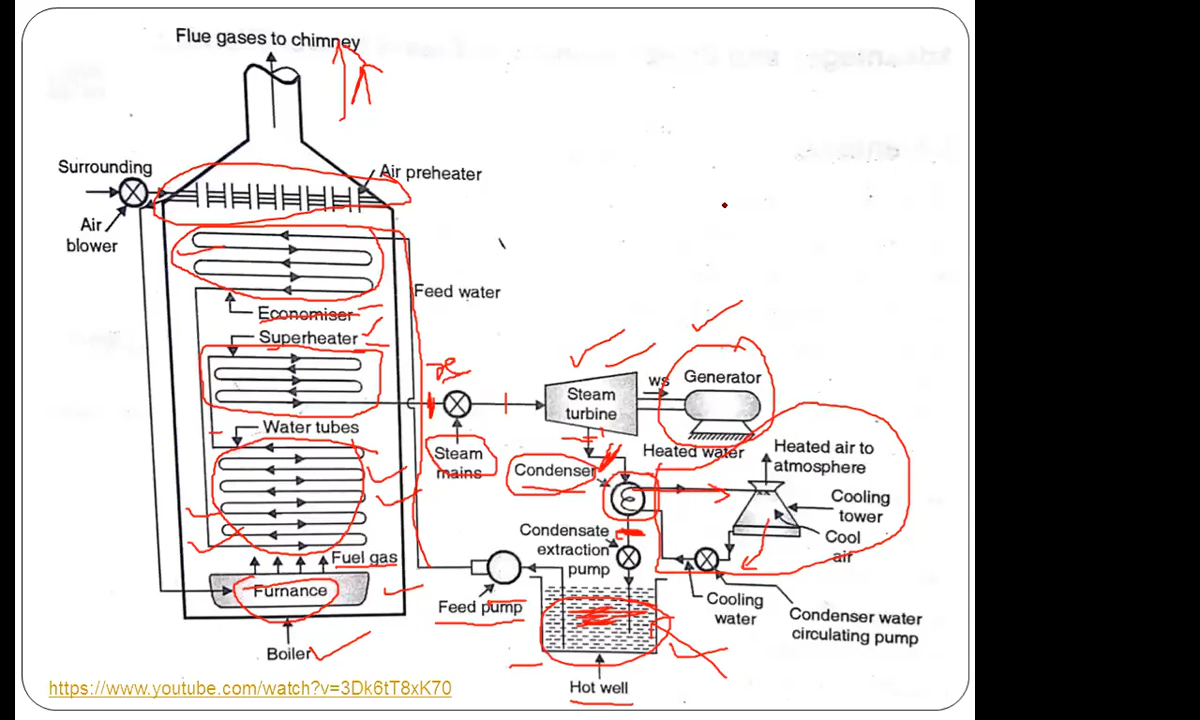 Flue gases to chimney
Surrounding
Air preheater
Air
blower
Feed water
Economiser
Superheater
ws
Generator
Steam
turbine
Water tubes
Steam
mains
Heated water
Heated air to
atmosphere
Condenser
Cooling
tower
Cool
air
Condensate
extraction
pump
Fuel gas
Furnance
Feed pump
Cooling
water
Condenser water
circulating pump
Boiler
Hot well
https://www.youtube.com/watch?v=3Dk6tT8xK70